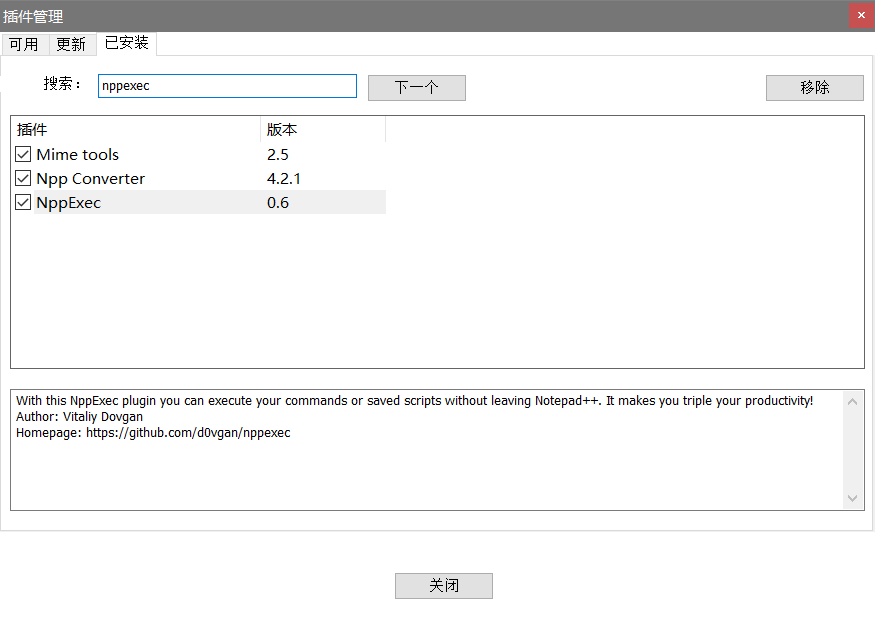 插件管理
可用 更新 已安装
搜索： nppexec 下一个 移除
插件 版本
Mime tools 2.5
Npp Converter 4.2.1
NppExec 0.6
With this NppExec plugin you can execute your commands or saved scripts without leaving Notepad++. It makes you triple your productivity!
Author: Vitaliy Dovgan
Homepage: https://github.com/d0vgan/nppexec
关闭